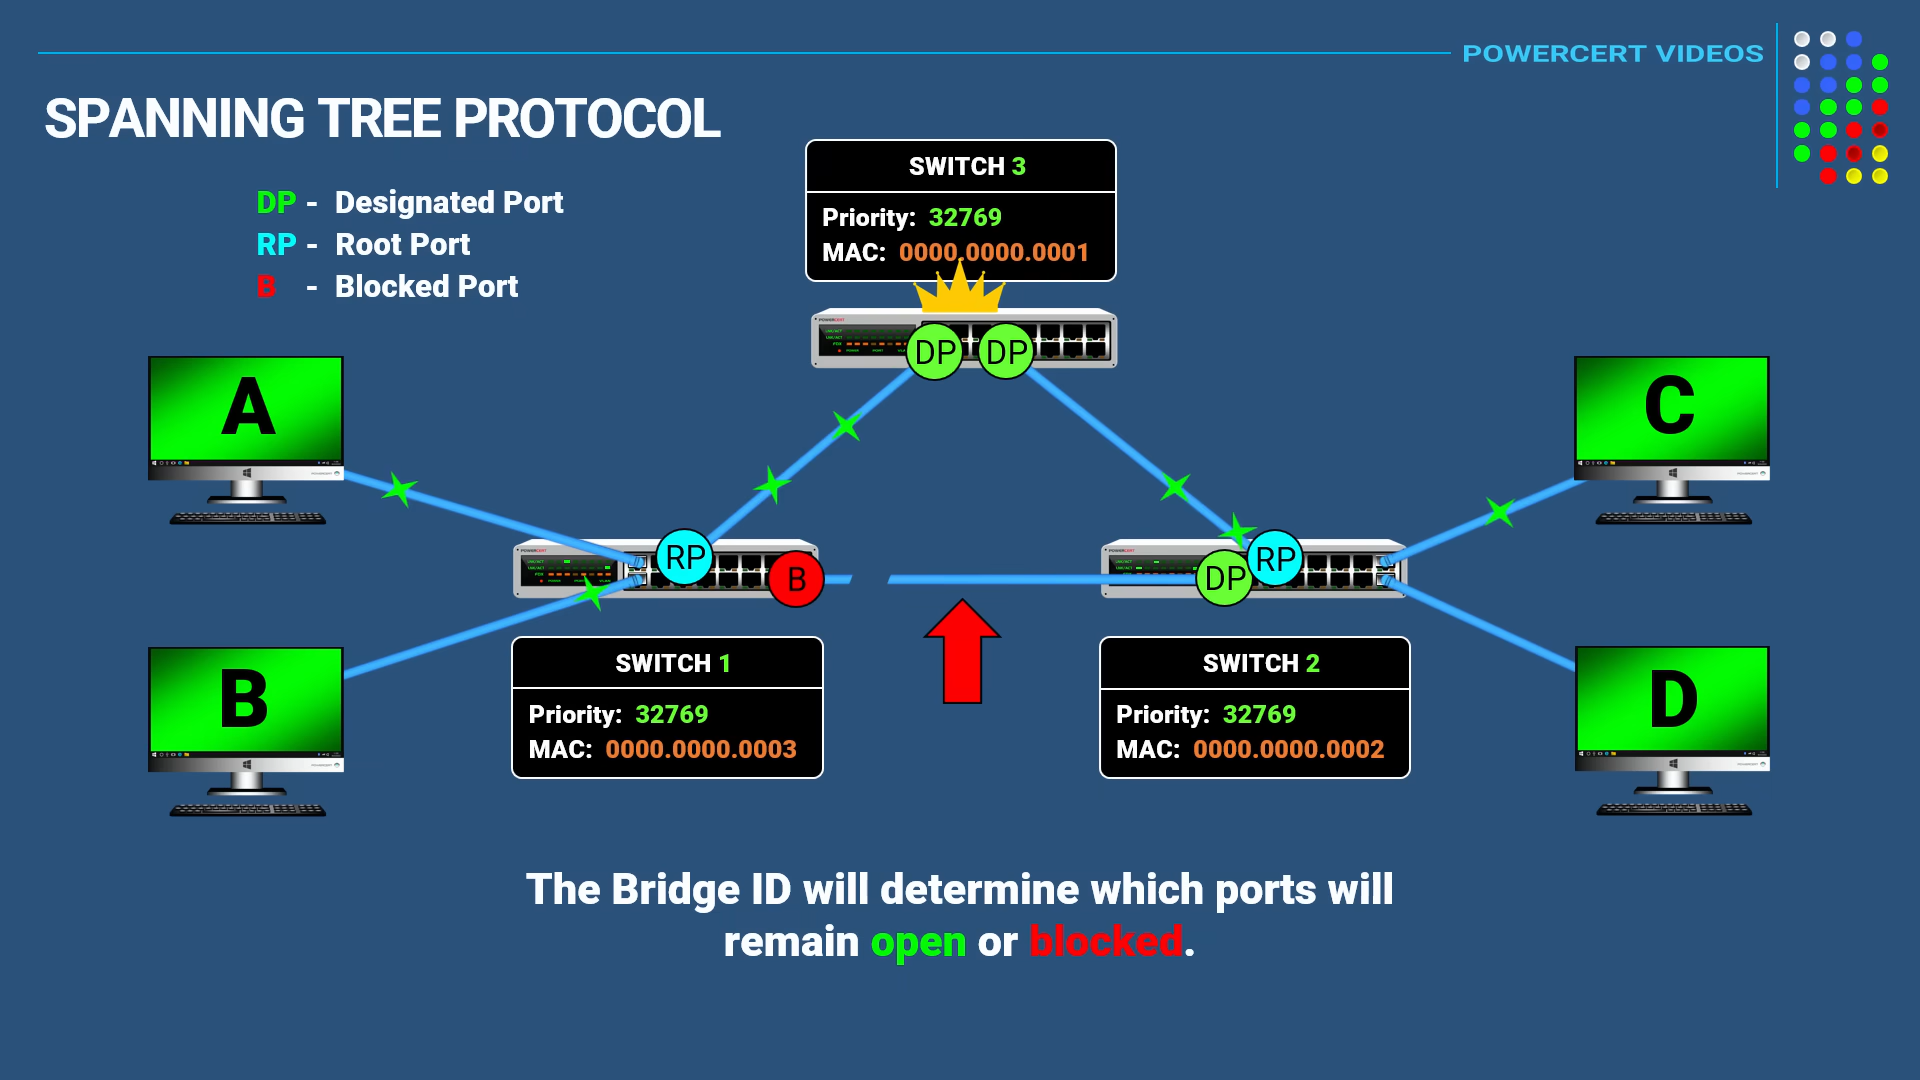 POWERCERT VIDEOS
SPANNING TREE PROTOCOL
DP - Designated Port
RP - Root Port
B - Blocked Port
SWITCH 3
Priority: 32769
MAC: 0000.0000.0001
DP DP
A
C
RP
B
DP
RP
SWITCH 1
Priority: 32769
MAC: 0000.0000.0003
SWITCH 2
Priority: 32769
MAC: 0000.0000.0002
B
D
The Bridge ID will determine which ports will
remain open or blocked.